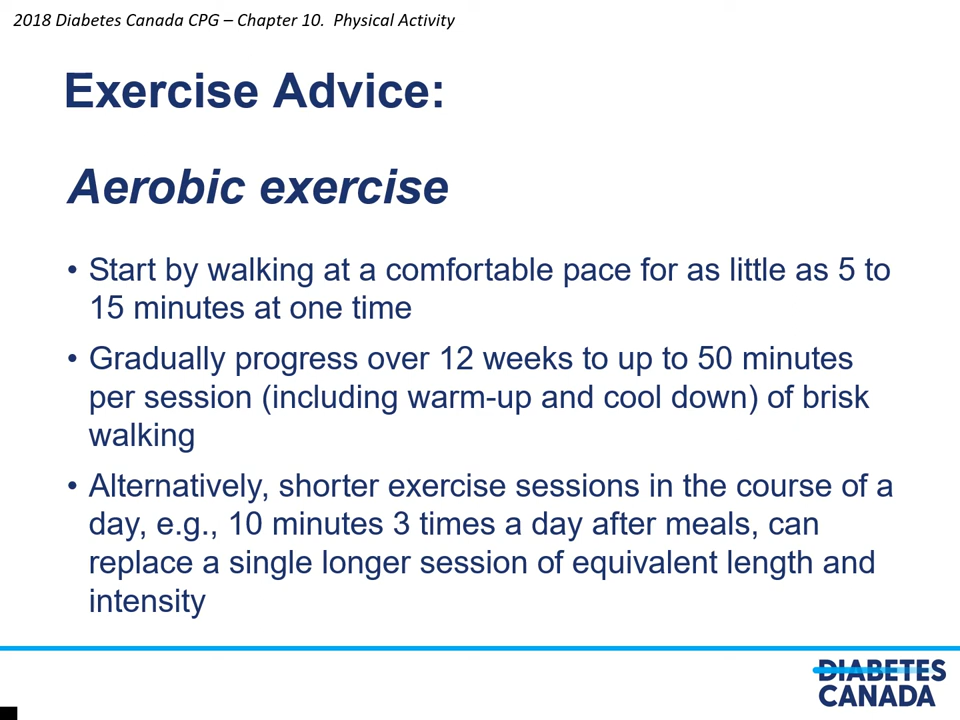 2018 Diabetes Canada CPG – Chapter 10.  Physical Activity
Exercise Advice:
Aerobic exercise
• Start by walking at a comfortable pace for as little as 5 to
15 minutes at one time
• Gradually progress over 12 weeks to up to 50 minutes
per session (including warm-up and cool down) of brisk
walking
• Alternatively, shorter exercise sessions in the course of a
day, e.g., 10 minutes 3 times a day after meals, can
replace a single longer session of equivalent length and
intensity
DIABETES
CANADA